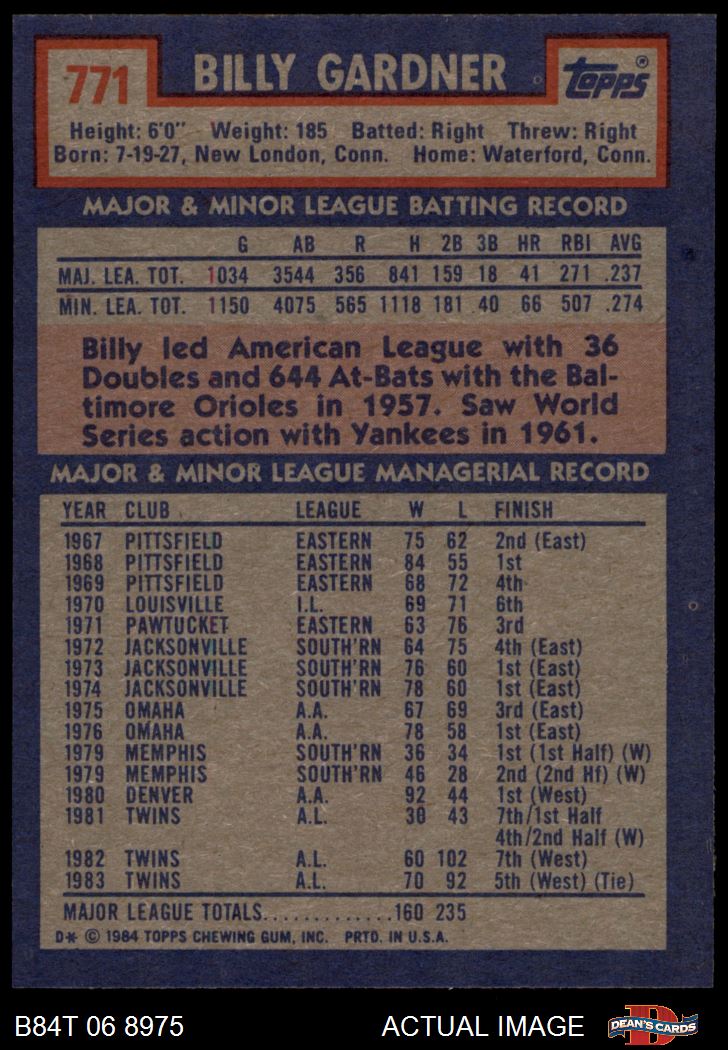 771 BILLY GARDNER Topps®
Height: 6'0" Weight: 185 Batted: Right Threw: Right
Born: 7-19-27, New London, Conn. Home: Waterford, Conn.
MAJOR & MINOR LEAGUE BATTING RECORD
G AB R H 2B 3B HR RBI AVG
MAJ. LEA. TOT. 1034 3544 356 841 159 18 41 271 .237
MIN. LEA. TOT. 1150 4075 565 1118 181 40 66 507 .274
Billy led American League with 36
Doubles and 644 At-Bats with the Bal-
timore Orioles in 1957. Saw World
Series action with Yankees in 1961.
MAJOR & MINOR LEAGUE MANAGERIAL RECORD
YEAR CLUB LEAGUE W L FINISH
1967 PITTSFIELD EASTERN 75 62 2nd (East)
1968 PITTSFIELD EASTERN 84 55 1st
1969 PITTSFIELD EASTERN 68 72 4th
1970 LOUISVILLE I.L. 69 71 6th
1971 PAWTUCKET EASTERN 63 76 3rd
1972 JACKSONVILLE SOUTH'RN 64 75 4th (East)
1973 JACKSONVILLE SOUTH'RN 76 60 1st (East)
1974 JACKSONVILLE SOUTH'RN 78 60 1st (East)
1975 OMAHA A.A. 67 69 3rd (East)
1976 OMAHA A.A. 78 58 1st (East)
1979 MEMPHIS SOUTH'RN 36 34 1st (1st Half) (W)
1979 MEMPHIS SOUTH'RN 46 28 2nd (2nd Hf) (W)
1980 DENVER A.A. 92 44 1st (West)
1981 TWINS A.L. 30 43 7th/1st Half
4th/2nd Half (W)
1982 TWINS A.L. 60 102 7th (West)
1983 TWINS A.L. 70 92 5th (West) (Tie)
MAJOR LEAGUE TOTALS.............160 235
D* © 1984 TOPPS CHEWING GUM, INC. PRTD. IN U.S.A.
B84T 06 8975 ACTUAL IMAGE D DEAN'S CARDS